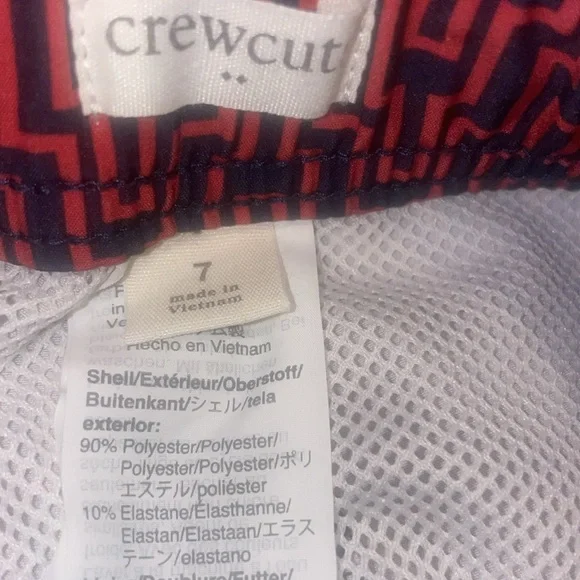 crewcut
7
made in
Vietnam
F
in
Ve
Hecho en Vietnam
Shell/Extérieur/Oberstoff/
Buitenkant/シェル/tela
exterior:
90% Polyester/Polyester/
Polyester/Polyester/ポリ
エステル/poliéster
10% Elastane/Élasthanne/
Elastan/Elastaan/エラス
テーン/elastano